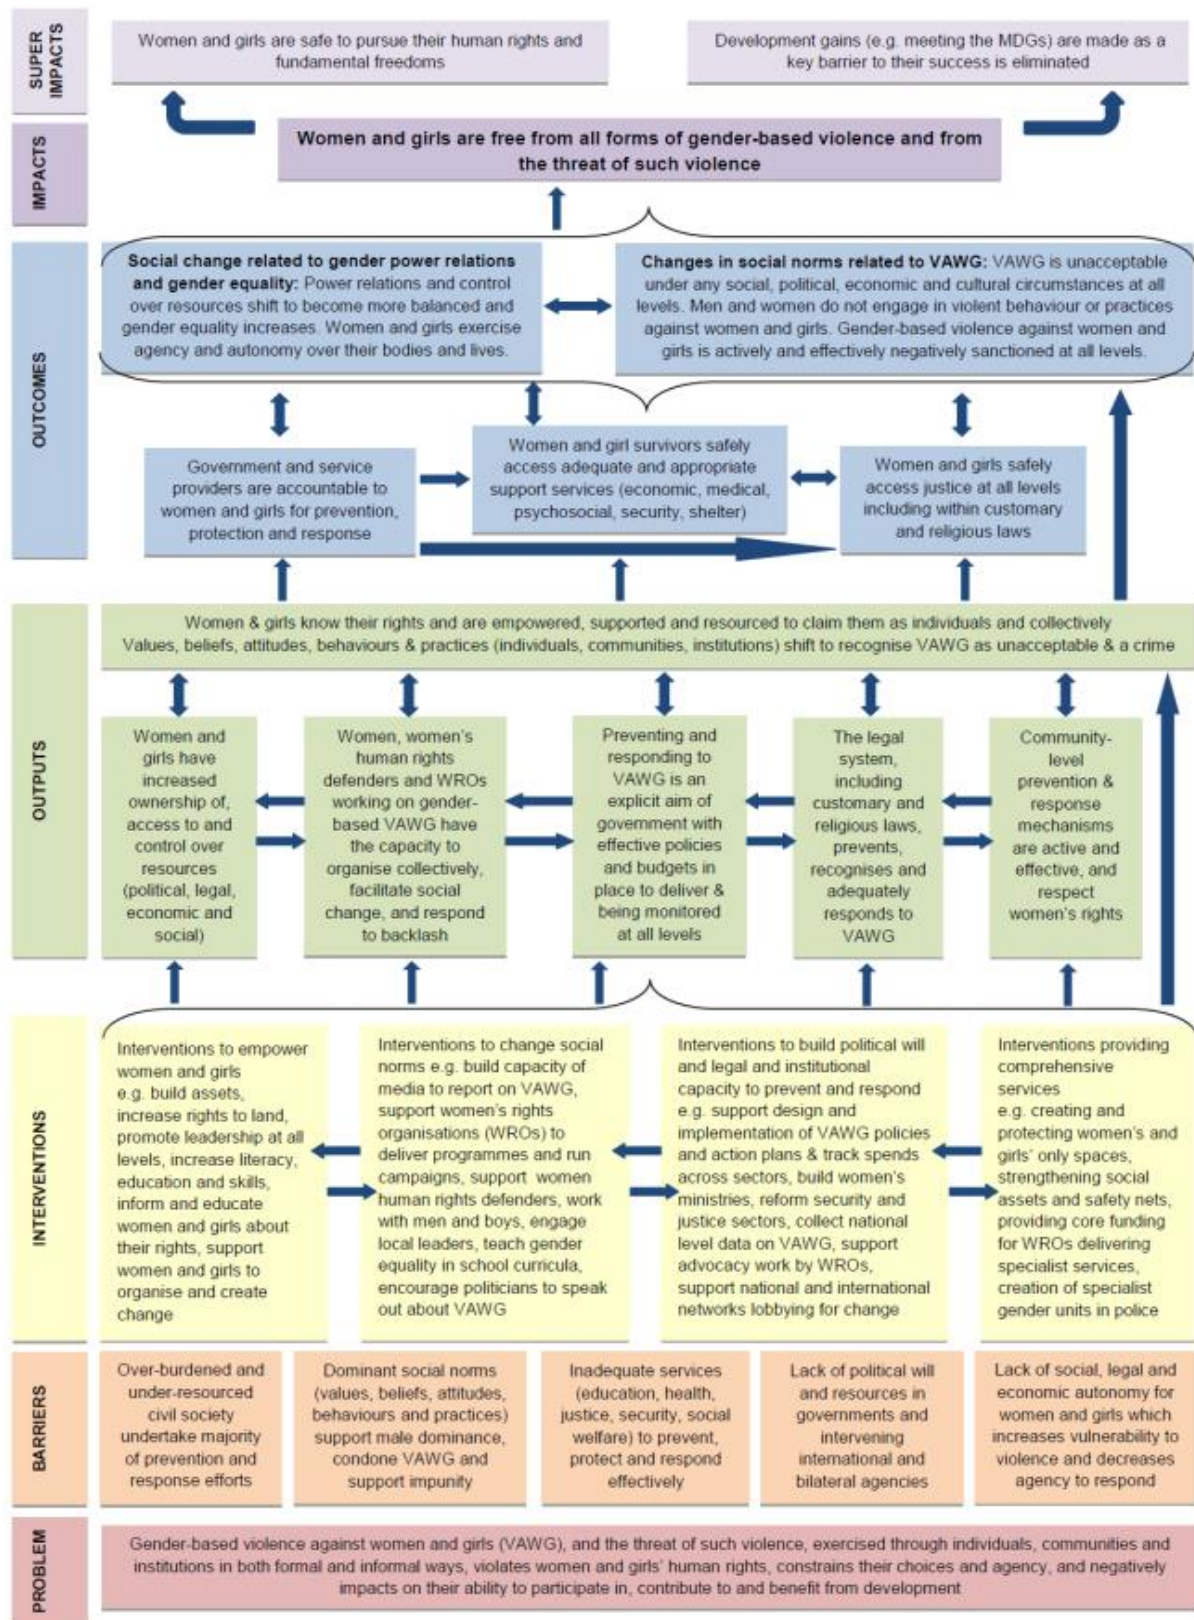 SUPER
IMPACTS
Women and girls are safe to pursue their human rights and
fundamental freedoms
Development gains (e.g. meeting the MDGs) are made as a
key barrier to their success is eliminated
IMPACTS
Women and girls are free from all forms of gender-based violence and from
the threat of such violence
OUTCOMES
Social change related to gender power relations
and gender equality: Power relations and control
over resources shift to become more balanced and
gender equality increases. Women and girls exercise
agency and autonomy over their bodies and lives.
Changes in social norms related to VAWG: VAWG is unacceptable
under any social, political, economic and cultural circumstances at all
levels. Men and women do not engage in violent behaviour or practices
against women and girls. Gender-based violence against women and
girls is actively and effectively negatively sanctioned at all levels.
Government and service
providers are accountable to
women and girls for prevention,
protection and response
Women and girl survivors safely
access adequate and appropriate
support services (economic, medical,
psychosocial, security, shelter)
Women and girls safely
access justice at all levels
including within customary
and religious laws
OUTPUTS
Women & girls know their rights and are empowered, supported and resourced to claim them as individuals and collectively
Values, beliefs, attitudes, behaviours & practices (individuals, communities, institutions) shift to recognise VAWG as unacceptable & a crime
Women and
girls have
increased
ownership of,
access to and
control over
resources
(political, legal,
economic and
social)
Women, women's
human rights
defenders and WROs
working on gender-
based VAWG have
the capacity to
organise collectively,
facilitate social
change, and respond
to backlash
Preventing and
responding to
VAWG is an
explicit aim of
government with
effective policies
and budgets in
place to deliver &
being monitored
at all levels
The legal
system,
including
customary and
religious laws,
prevents,
recognises and
adequately
responds to
VAWG
Community-
level
prevention &
response
mechanisms
are active and
effective, and
respect
women's rights
INTERVENTIONS
Interventions to empower
women and girls
e.g. build assets,
increase rights to land,
promote leadership at all
levels, increase literacy,
education and skills,
inform and educate
women and girls about
their rights, support
women and girls to
organise and create
change
Interventions to change social
norms e.g. build capacity of
media to report on VAWG,
support women's rights
organisations (WROs) to
deliver programmes and run
campaigns, support women
human rights defenders, work
with men and boys, engage
local leaders, teach gender
equality in school curricula,
encourage politicians to speak
out about VAWG
Interventions to build political will
and legal and institutional
capacity to prevent and respond
e.g. support design and
implementation of VAWG policies
and action plans & track spends
across sectors, build women's
ministries, reform security and
justice sectors, collect national
level data on VAWG, support
advocacy work by WROs,
support national and international
networks lobbying for change
Interventions providing
comprehensive
services
e.g. creating and
protecting women's and
girls' only spaces,
strengthening social
assets and safety nets,
providing core funding
for WROs delivering
specialist services,
creation of specialist
gender units in police
BARRIERS
Over-burdened and
under-resourced
civil society
undertake majority
of prevention and
response efforts
Dominant social norms
(values, beliefs, attitudes,
behaviours and practices)
support male dominance,
condone VAWG and
support impunity
Inadequate services
(education, health,
justice, security, social
welfare) to prevent,
protect and respond
effectively
Lack of political will
and resources in
governments and
intervening
international and
bilateral agencies
Lack of social, legal and
economic autonomy for
women and girls which
increases vulnerability to
violence and decreases
agency to respond
PROBLEM
Gender-based violence against women and girls (VAWG), and the threat of such violence, exercised through individuals, communities and
institutions in both formal and informal ways, violates women and girls' human rights, constrains their choices and agency, and negatively
impacts on their ability to participate in, contribute to and benefit from development